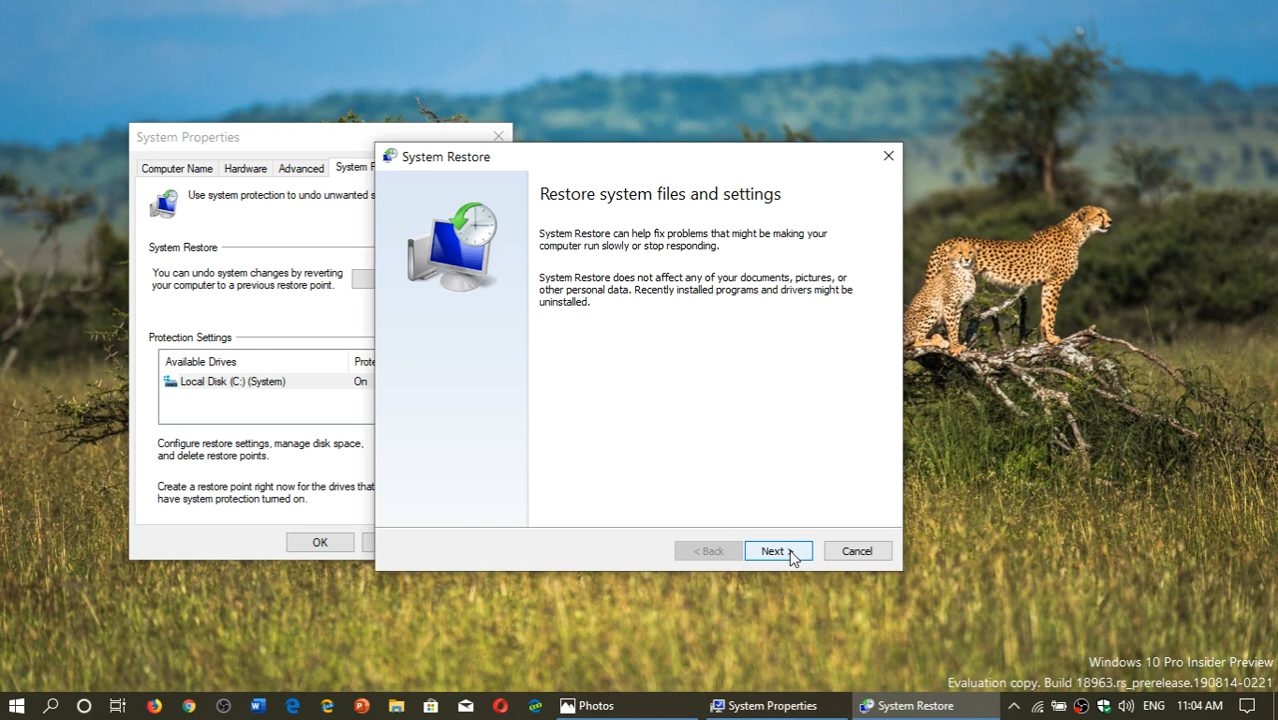 System Properties
Computer Name
Hardware
Advanced
System P
Use system protection to undo unwanted s
System Restore
You can undo system changes by reverting
your computer to a previous restore point.
Protection Settings
Available Drives
Prote
Local Disk (C:) (System)
On
Configure restore settings, manage disk space,
and delete restore points.
Create a restore point right now for the drives that
have system protection turned on.
OK
System Restore
Restore system files and settings
System Restore can help fix problems that might be making your
computer run slowly or stop responding.
System Restore does not affect any of your documents, pictures, or
other personal data. Recently installed programs and drivers might be
uninstalled.
< Back
Next >
Cancel
Windows 10 Pro Insider Preview
Evaluation copy. Build 18963.rs_prerelease.190814-0221
Photos
System Properties
System Restore
ENG
11:04 AM